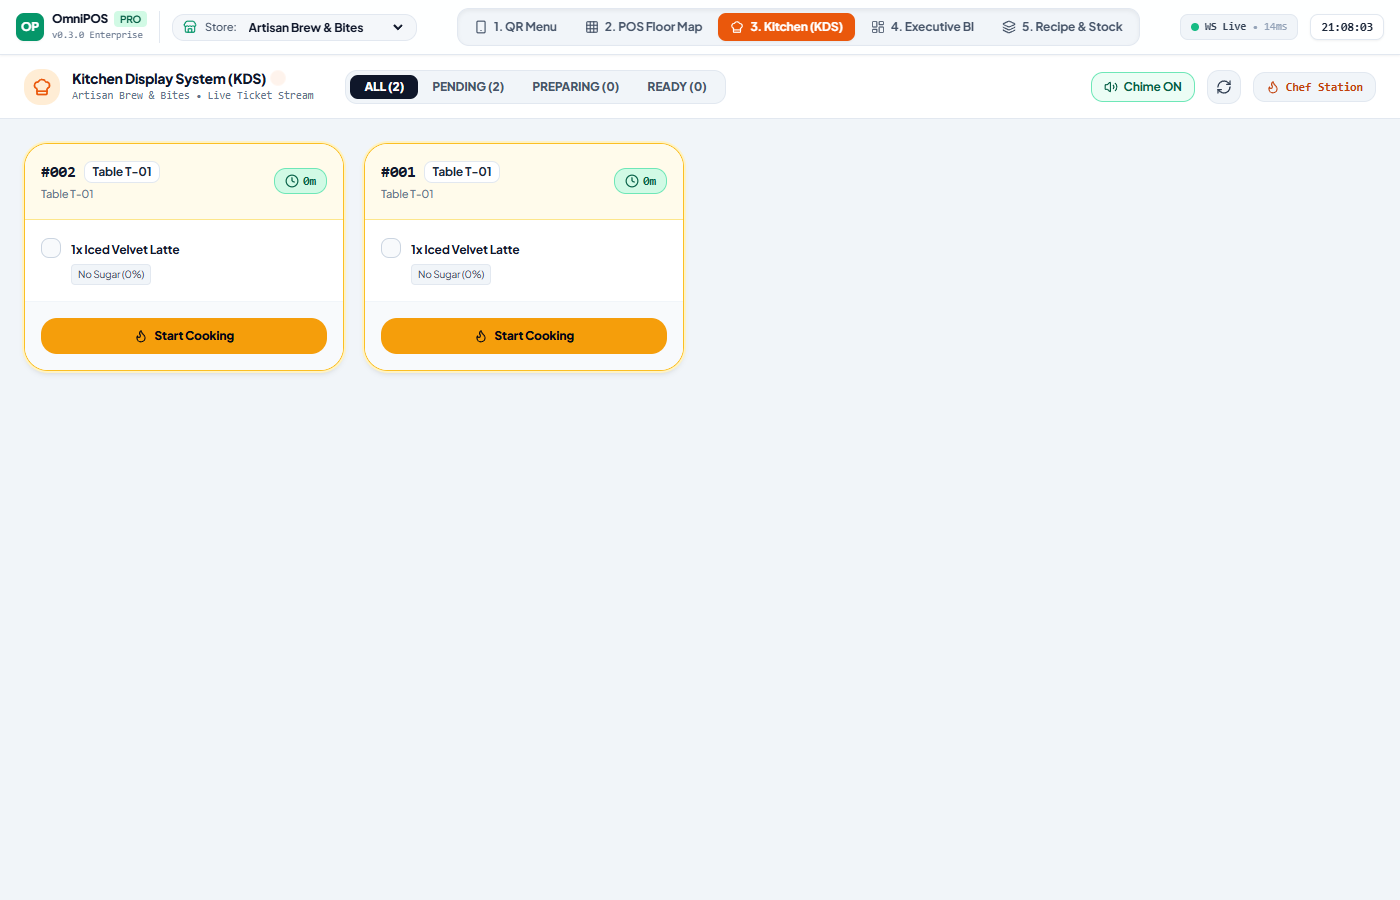 OP
OmniPOS PRO
v0.3.0 Enterprise
Store: Artisan Brew & Bites
1. QR Menu
2. POS Floor Map
3. Kitchen (KDS)
4. Executive BI
5. Recipe & Stock
WS Live • 14ms
21:08:03
Kitchen Display System (KDS)
Artisan Brew & Bites • Live Ticket Stream
ALL (2)
PENDING (2)
PREPARING (0)
READY (0)
Chime ON
Chef Station
#002 Table T-01
Table T-01
0m
1x Iced Velvet Latte
No Sugar (0%)
Start Cooking
#001 Table T-01
Table T-01
0m
1x Iced Velvet Latte
No Sugar (0%)
Start Cooking